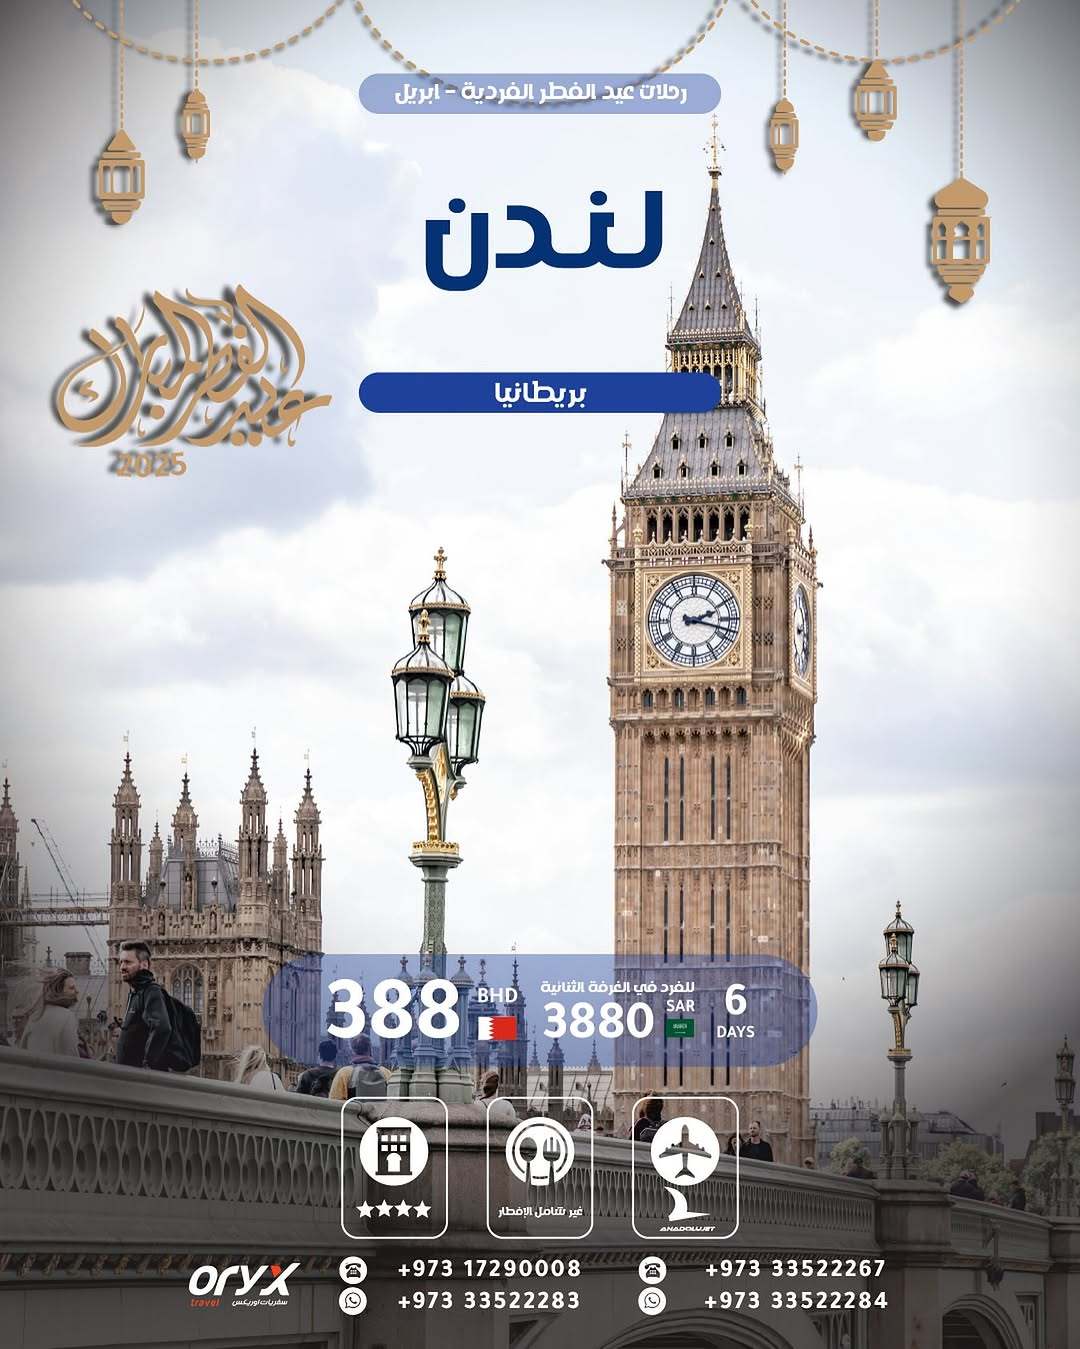 رحلات عيد الفطر الفردية - ابريل
لندن
عيد الفطر المبارك
2025
بريطانيا
388 BHD
للفرد في الغرفة الثنائية
3880 SAR
6 DAYS
غير شامل الإفطار
ANADOLUJET
oryx
travel سفريات اوريكس
+973 17290008
+973 33522267
+973 33522283
+973 33522284